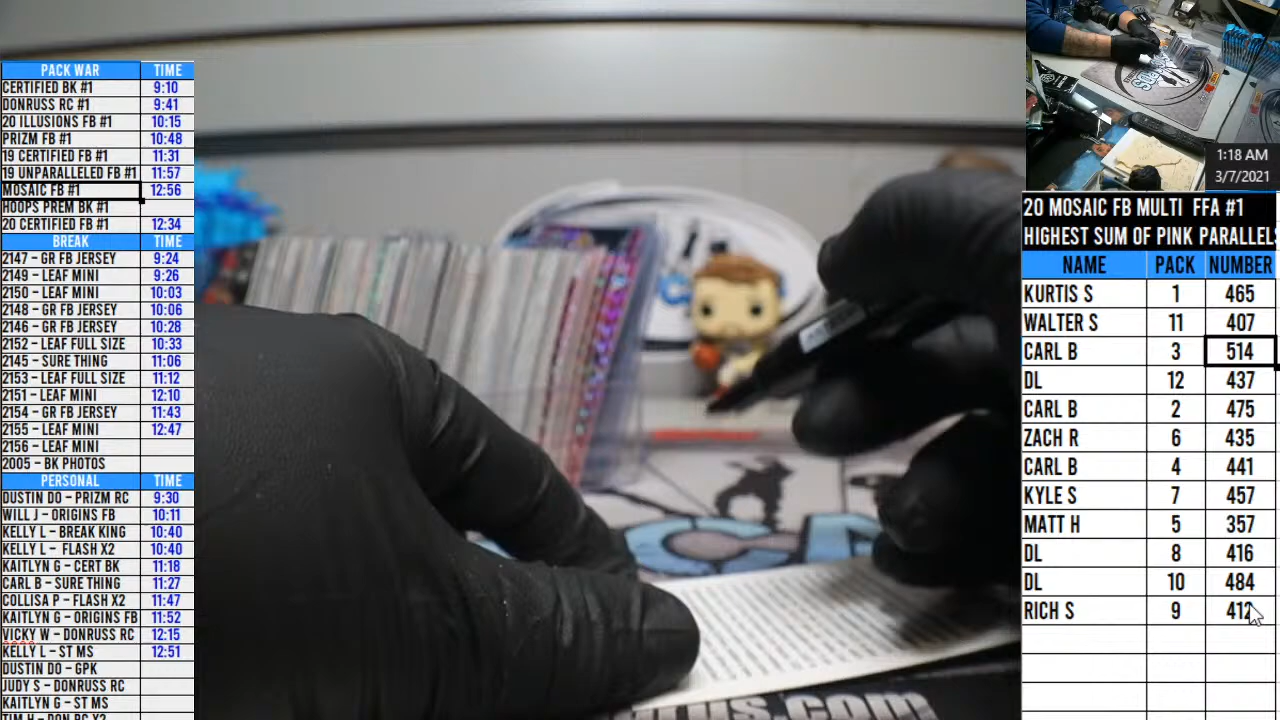 PACK WAR TIME
CERTIFIED BK #1 9:10
DONRUSS RC #1 9:41
20 ILLUSIONS FB #1 10:15
PRIZM FB #1 10:48
19 CERTIFIED FB #1 11:31
19 UNPARALLELED FB #1 11:57
MOSAIC FB #1 12:56
HOOPS PREM BK #1
20 CERTIFIED FB #1 12:34
BREAK TIME
2147 – GR FB JERSEY 9:24
2149 – LEAF MINI 9:26
2150 – LEAF MINI 10:03
2148 – GR FB JERSEY 10:06
2146 – GR FB JERSEY 10:28
2152 – LEAF FULL SIZE 10:33
2145 – SURE THING 11:06
2153 – LEAF FULL SIZE 11:12
2151 – LEAF MINI 12:10
2154 – GR FB JERSEY 11:43
2155 – LEAF MINI 12:47
2156 – LEAF MINI
2005 – BK PHOTOS
PERSONAL TIME
DUSTIN DO – PRIZM RC 9:30
WILL J – ORIGINS FB 10:11
KELLY L – BREAK KING 10:40
KELLY L – FLASH X2 10:40
KAITLYN G – CERT BK 11:18
CARL B – SURE THING 11:27
COLLISA P – FLASH X2 11:47
KAITLYN G – ORIGINS FB 11:52
VICKY W – DONRUSS RC 12:15
KELLY L – ST MS 12:51
DUSTIN DO – GPK
JUDY S – DONRUSS RC
KAITLYN G – ST MS
TIM H – DON RC X2
1:18 AM
3/7/2021
20 MOSAIC FB MULTI FFA #1
HIGHEST SUM OF PINK PARALLELS
NAME PACK NUMBER
KURTIS S 1 465
WALTER S 11 407
CARL B 3 514
DL 12 437
CARL B 2 475
ZACH R 6 435
CARL B 4 441
KYLE S 7 457
MATT H 5 357
DL 8 416
DL 10 484
RICH S 9 412
CA
.com